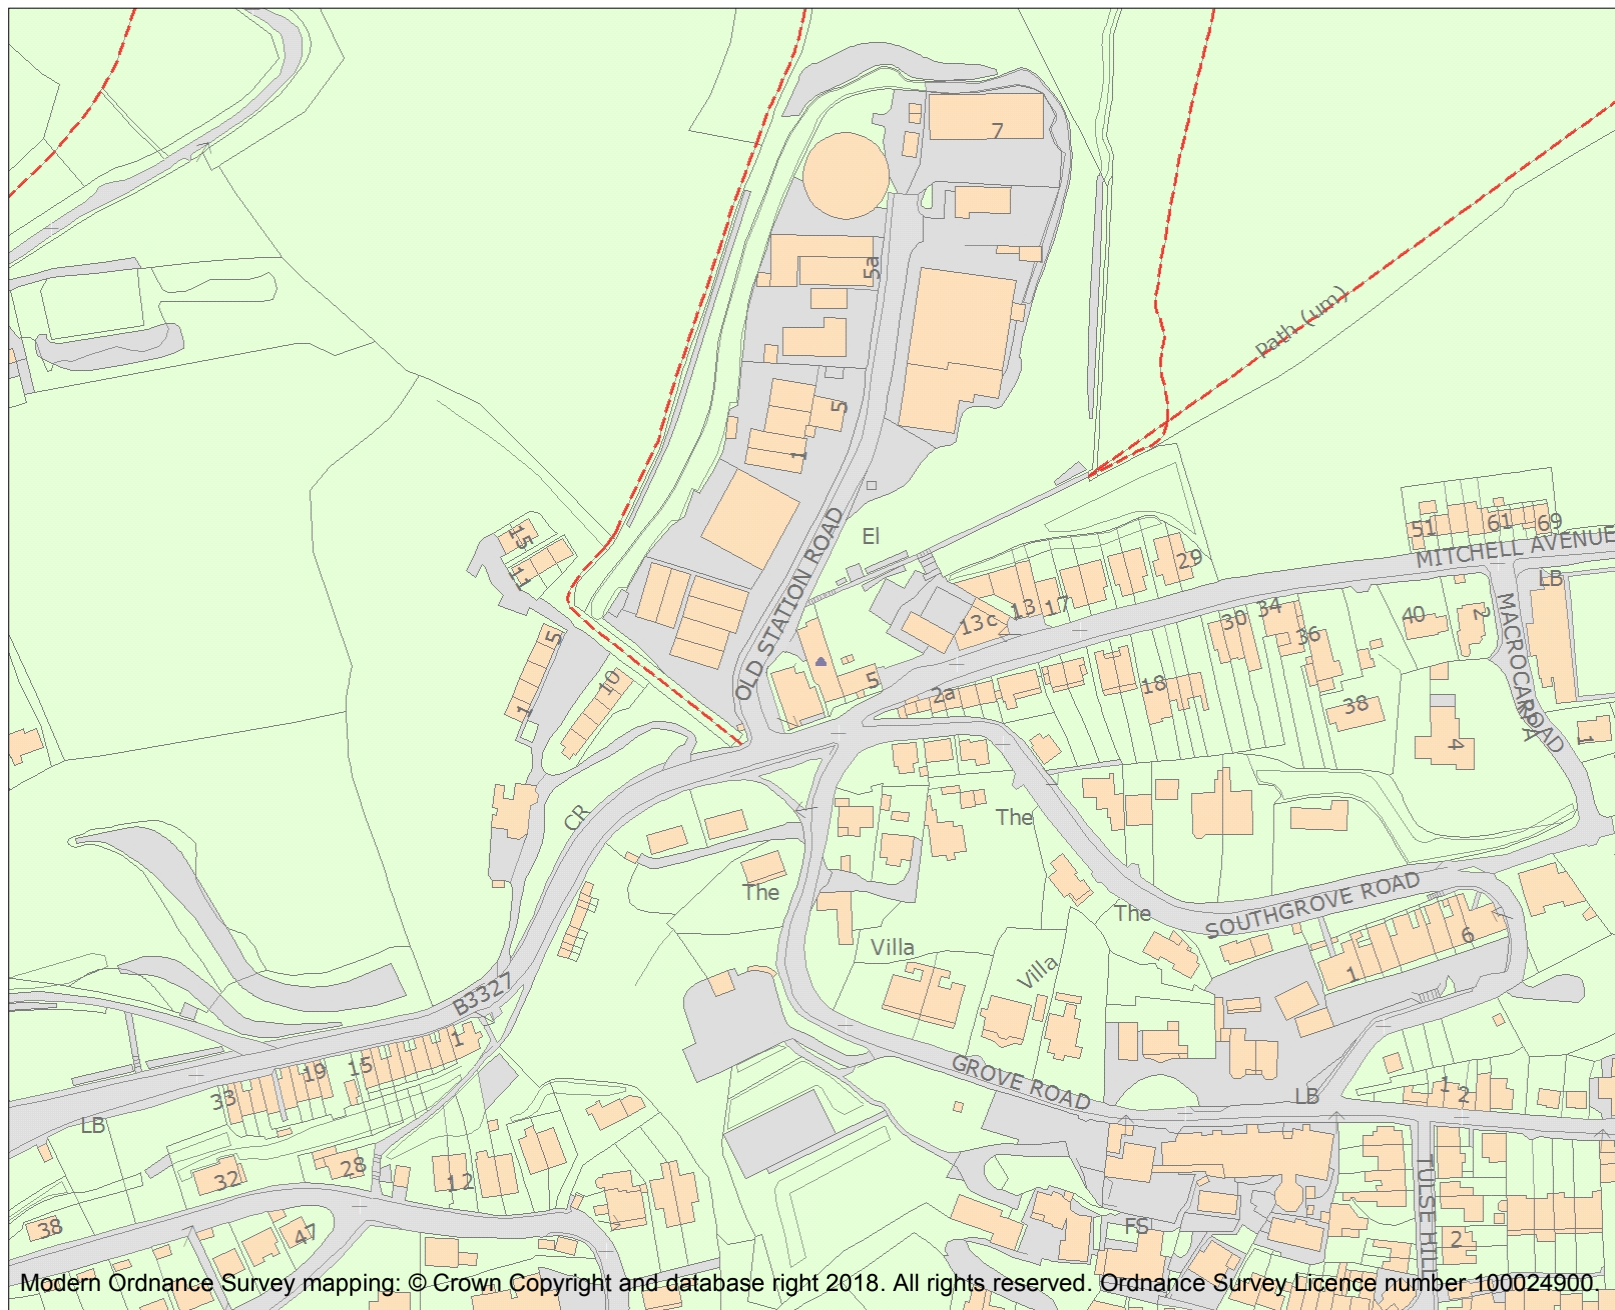 7
5a
Path (um)
5
1
15
11
El
OLD STATION ROAD
51
61
69
MITCHELL AVENUE
LB
29
13
17
13c
30
34
36
40
2
MACROCARPA
ROAD
5
10
1
5
2a
18
38
4
1
CR
The
The
The
SOUTHGROVE ROAD
6
1
Villa
Villa
B3327
1
15
19
33
LB
GROVE ROAD
LB
1
2
32
28
12
38
47
FS
TULSE HILL
2
Modern Ordnance Survey mapping: © Crown Copyright and database right 2018. All rights reserved. Ordnance Survey Licence number 100024900.